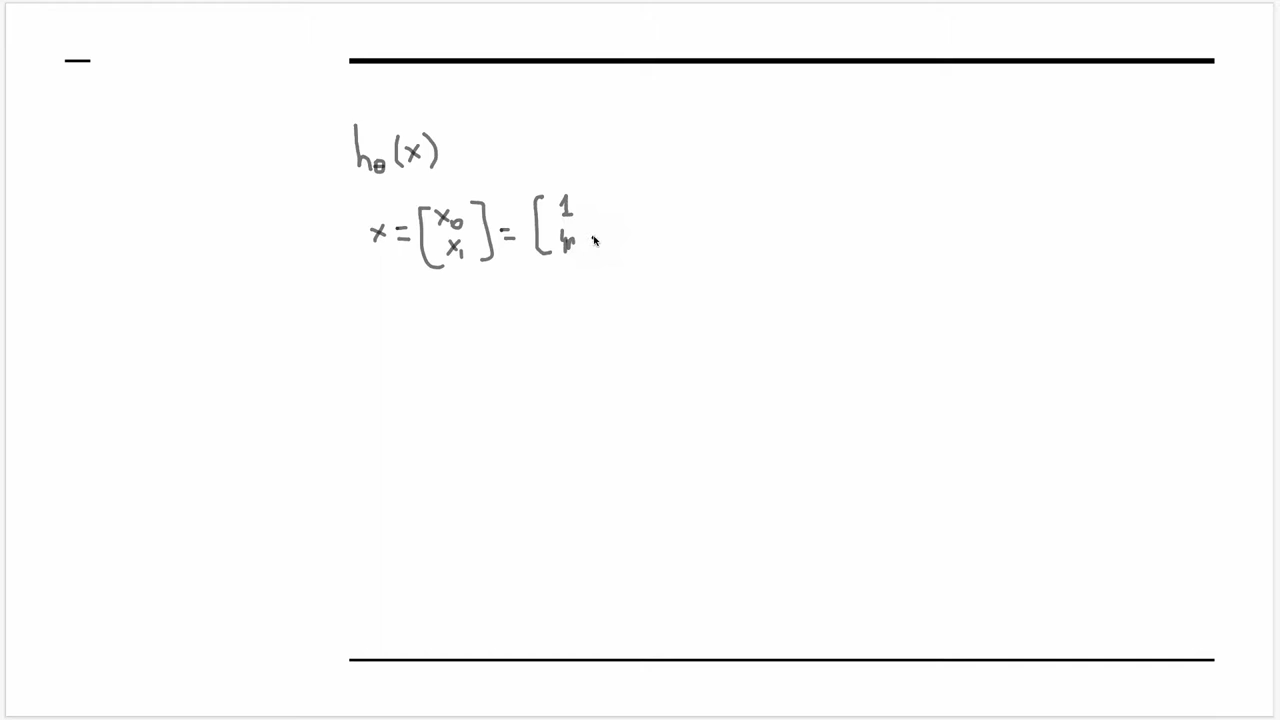 hθ(x)
x = [x₀ x₁] = [1